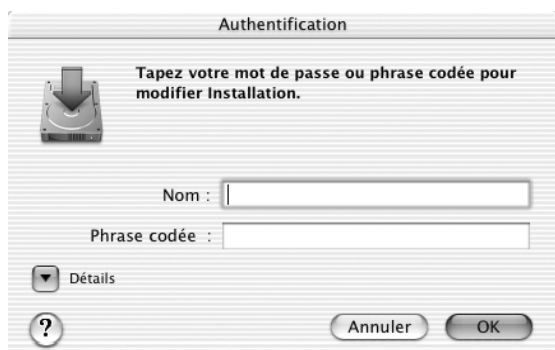 Authentification
Tapez votre mot de passe ou phrase codée pour
modifier Installation.
Nom :
Phrase codée :
Détails
?
Annuler
OK